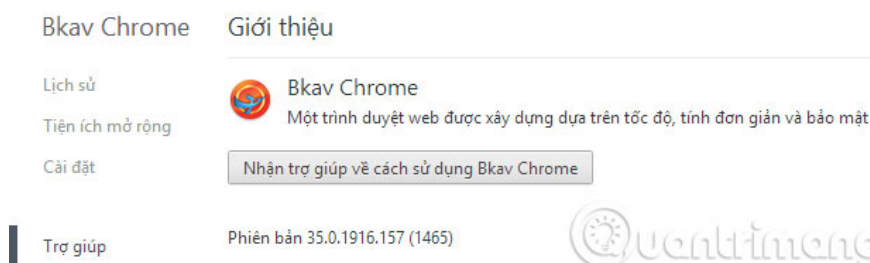 Bkav Chrome
Giới thiệu
Lịch sử
Tiện ích mở rộng
Cài đặt
Trợ giúp
Bkav Chrome
Một trình duyệt web được xây dựng dựa trên tốc độ, tính đơn giản và bảo mật
Nhận trợ giúp về cách sử dụng Bkav Chrome
Phiên bản 35.0.1916.157 (1465)
Quantrimang